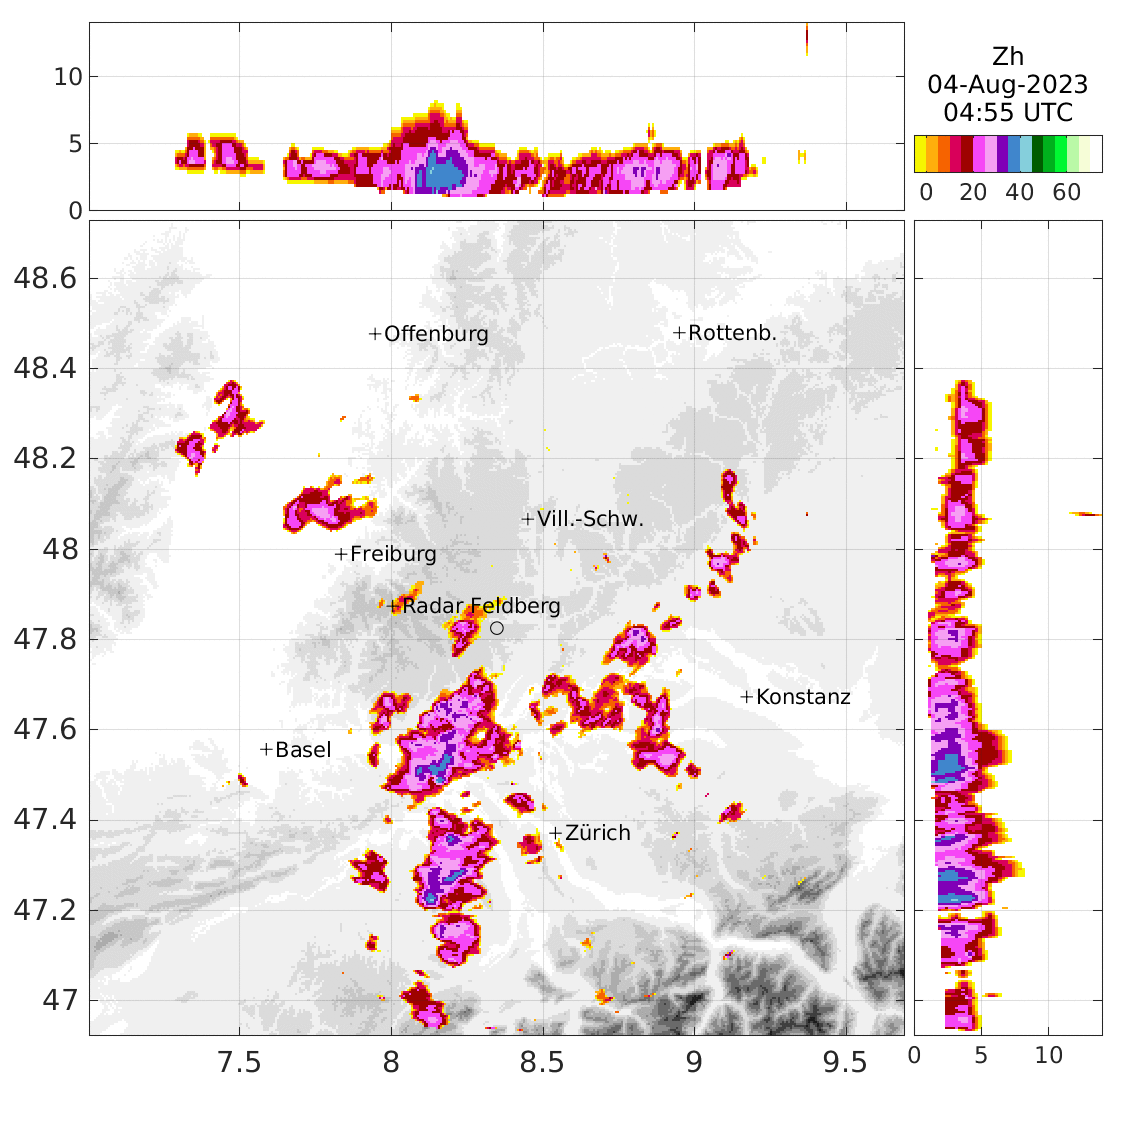 10
5
0
Zh
04-Aug-2023
04:55 UTC
0 20 40 60
48.6
48.4
48.2
48
47.8
47.6
47.4
47.2
47
+Offenburg
+Rottenb.
+Vill.-Schw.
+Freiburg
+Radar Feldberg
+Konstanz
+Basel
+Zürich
7.5 8 8.5 9 9.5
0 5 10